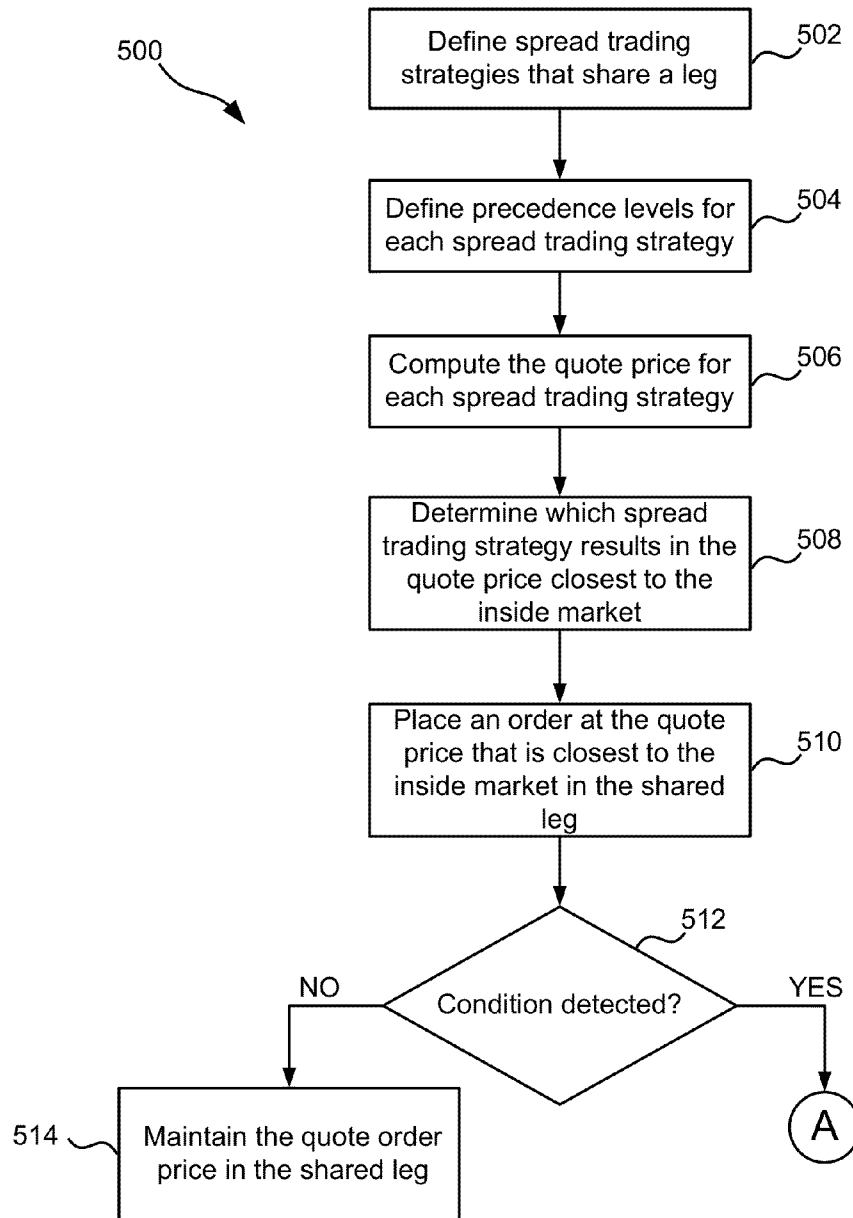 500
Define spread trading
strategies that share a leg
502
Define precedence levels for
each spread trading strategy
504
Compute the quote price for
each spread trading strategy
506
Determine which spread
trading strategy results in the
quote price closest to the
inside market
508
Place an order at the quote
price that is closest to the
inside market in the shared
leg
510
512
NO
Condition detected?
YES
A
514
Maintain the quote order
price in the shared leg